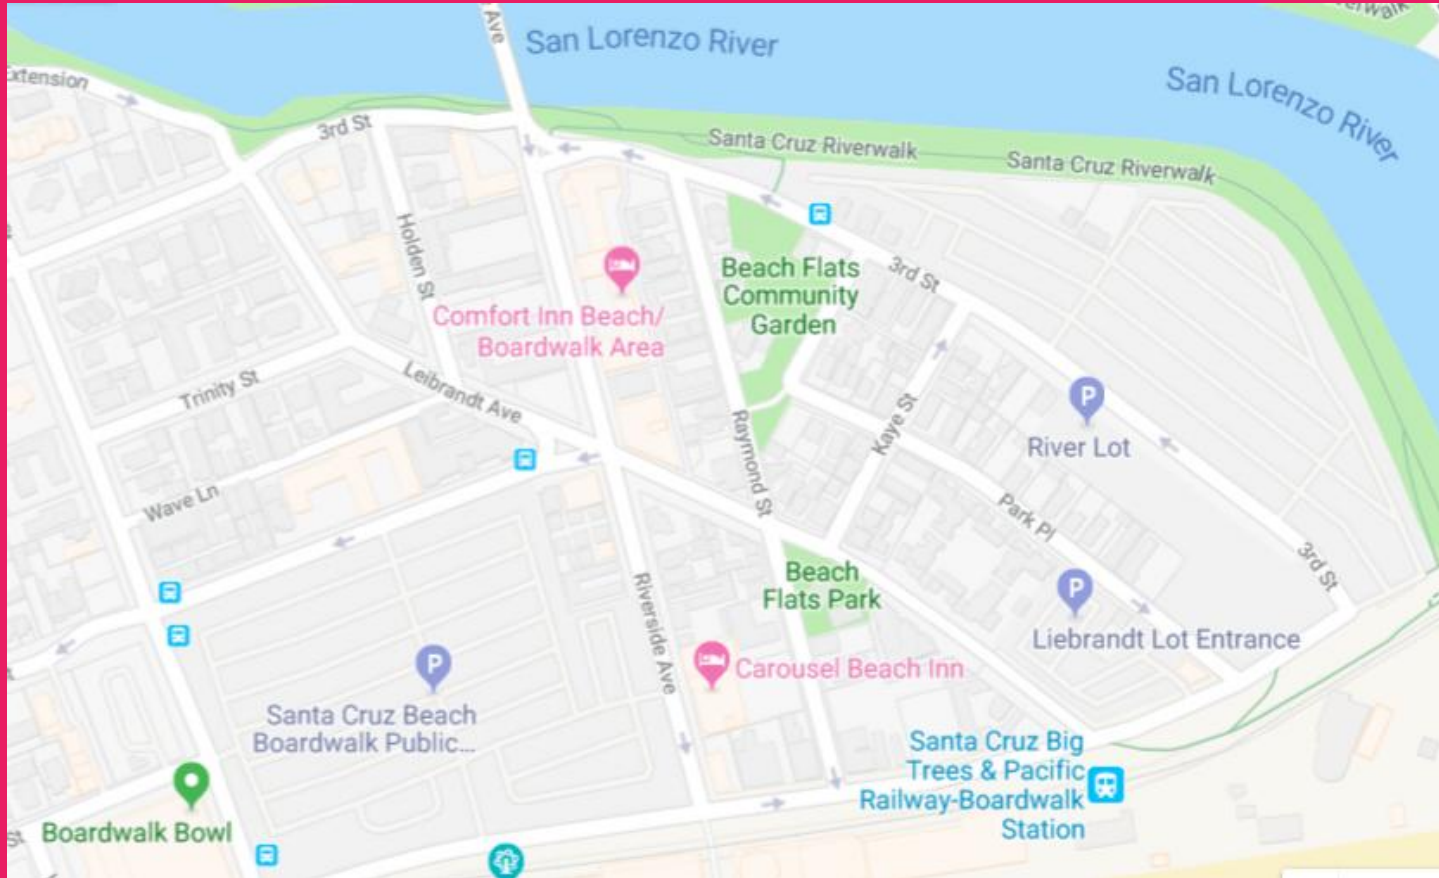 Ave
San Lorenzo River
San Lorenzo River
Extension
3rd St
Santa Cruz Riverwalk
Santa Cruz Riverwalk
Holden St
Beach Flats
Community
Garden
3rd St
Comfort Inn Beach/
Boardwalk Area
Trinity St
Leibrandt Ave
Raymond St
Kaye St
River Lot
Wave Ln
Park Pl
3rd St
Beach
Flats Park
Riverside Ave
Liebrandt Lot Entrance
Carousel Beach Inn
Santa Cruz Beach
Boardwalk Public...
Santa Cruz Big
Trees & Pacific
Railway-Boardwalk
Station
Boardwalk Bowl
St
P
P
P